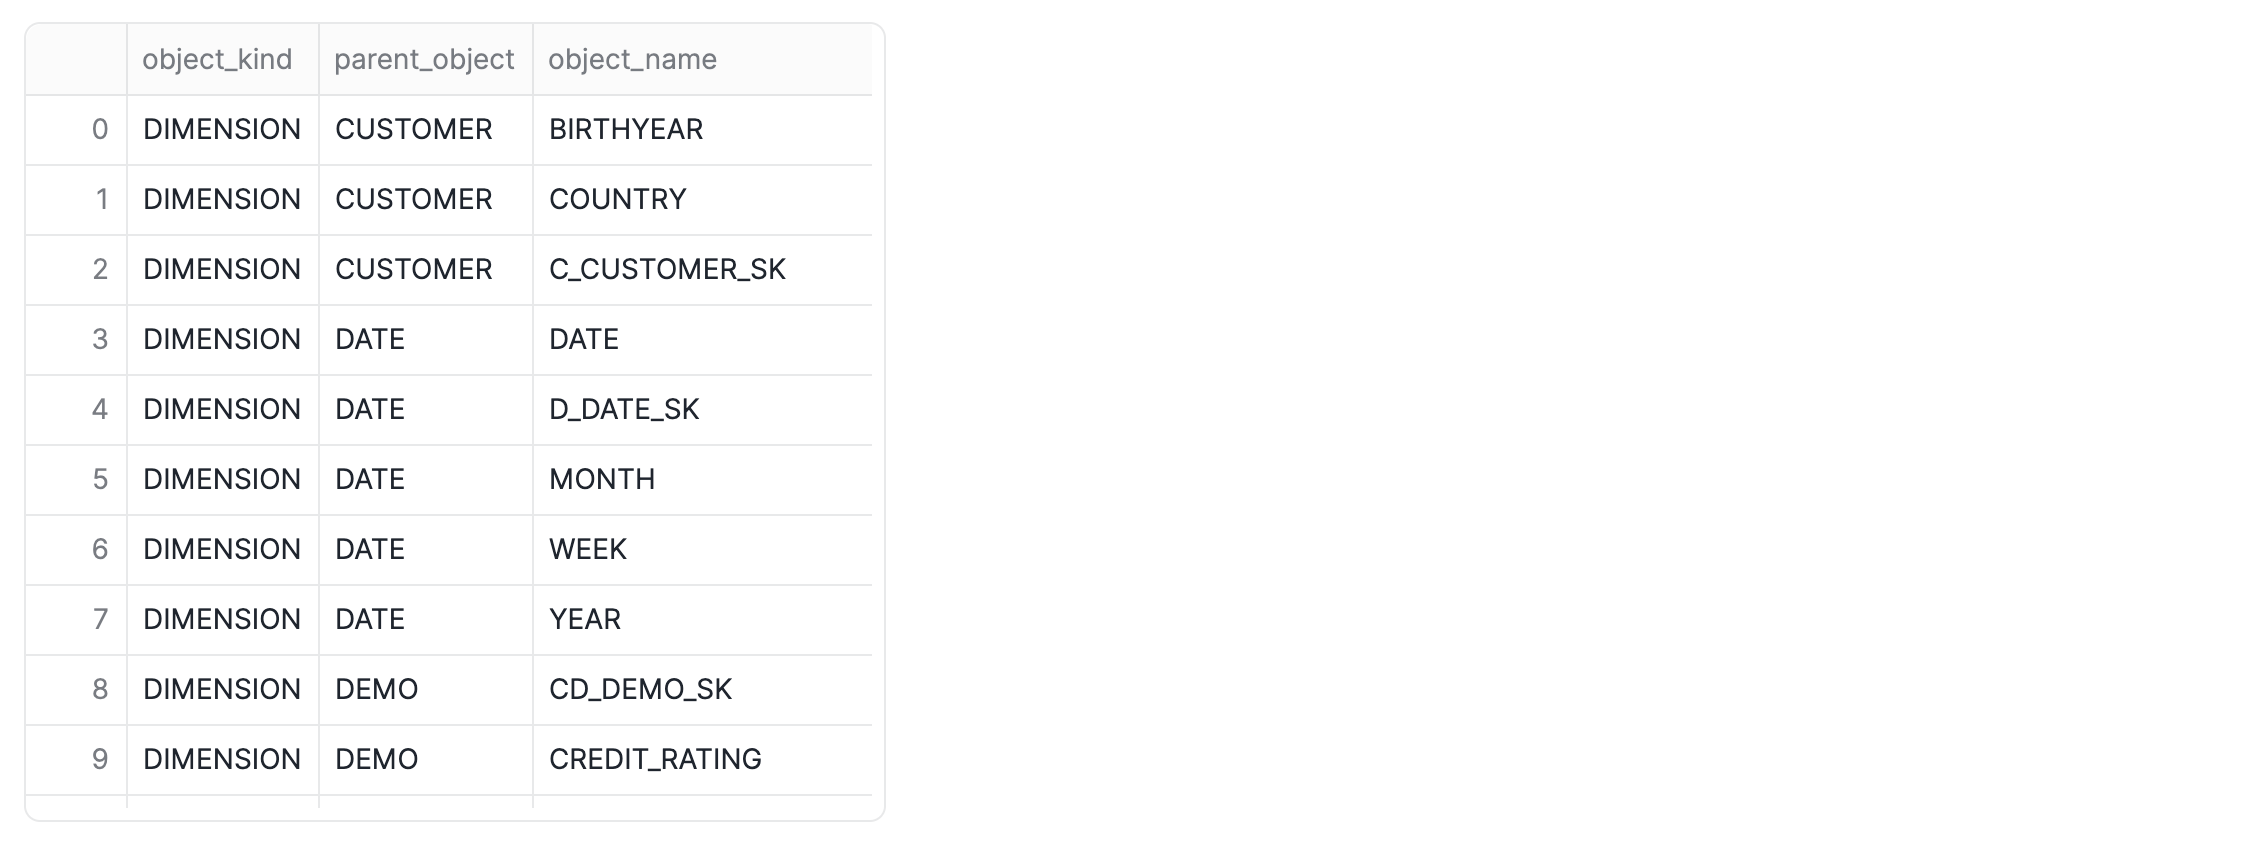 object_kind parent_object object_name
0 DIMENSION CUSTOMER BIRTHYEAR
1 DIMENSION CUSTOMER COUNTRY
2 DIMENSION CUSTOMER C_CUSTOMER_SK
3 DIMENSION DATE DATE
4 DIMENSION DATE D_DATE_SK
5 DIMENSION DATE MONTH
6 DIMENSION DATE WEEK
7 DIMENSION DATE YEAR
8 DIMENSION DEMO CD_DEMO_SK
9 DIMENSION DEMO CREDIT_RATING